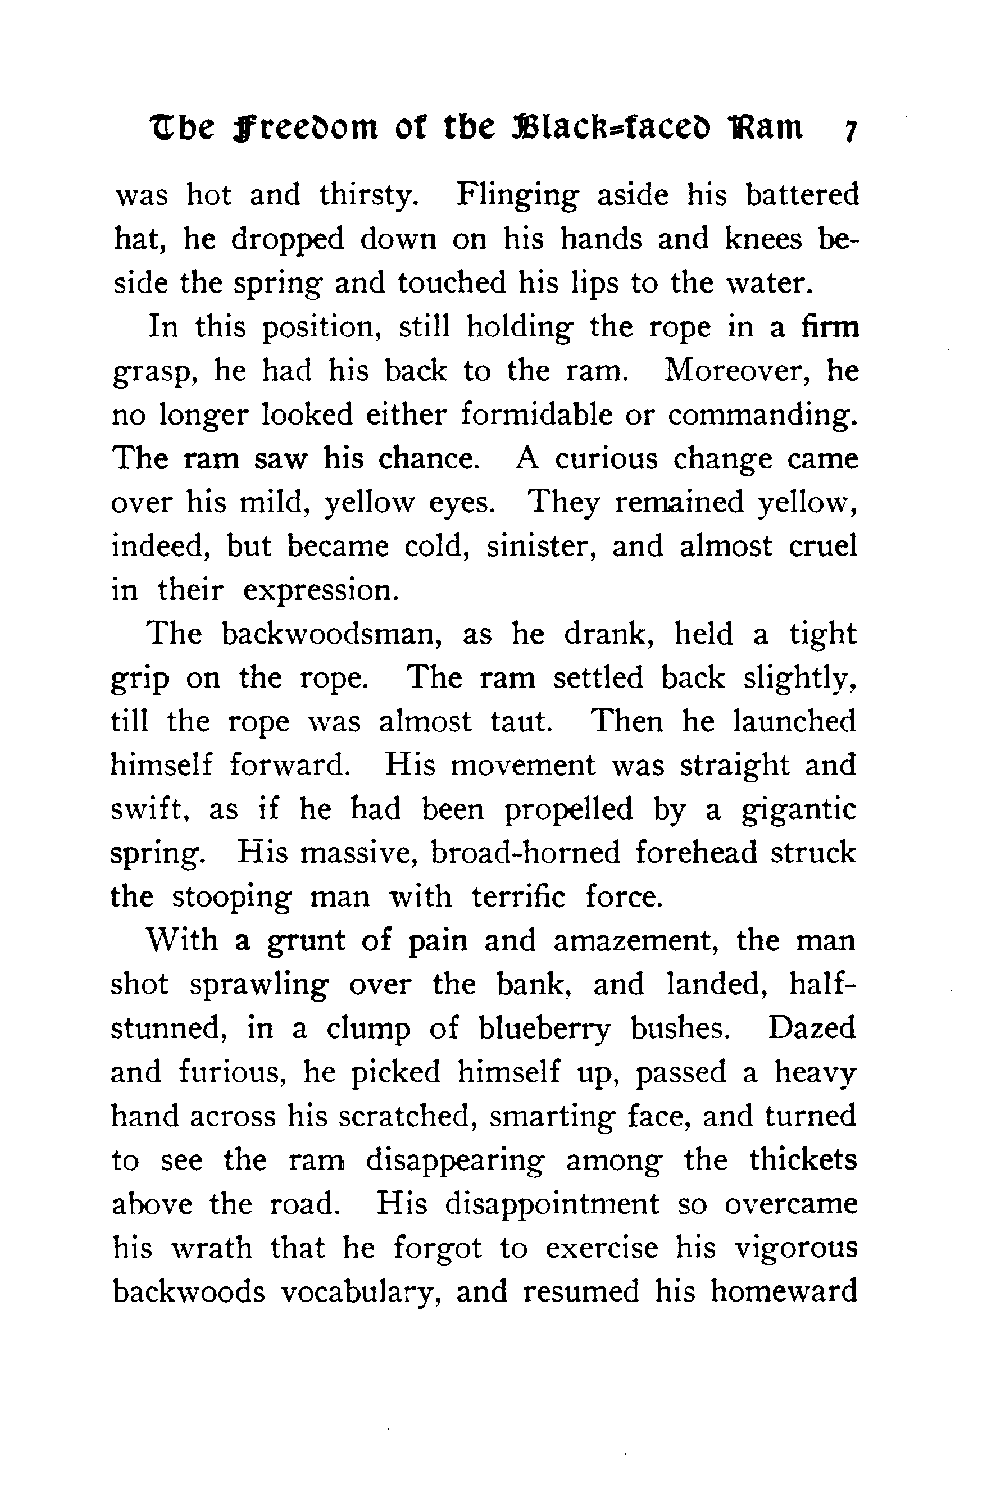 The Freedom of the Black-faced Ram 7
was hot and thirsty. Flinging aside his battered
hat, he dropped down on his hands and knees be-
side the spring and touched his lips to the water.
In this position, still holding the rope in a firm
grasp, he had his back to the ram. Moreover, he
no longer looked either formidable or commanding.
The ram saw his chance. A curious change came
over his mild, yellow eyes. They remained yellow,
indeed, but became cold, sinister, and almost cruel
in their expression.
The backwoodsman, as he drank, held a tight
grip on the rope. The ram settled back slightly,
till the rope was almost taut. Then he launched
himself forward. His movement was straight and
swift, as if he had been propelled by a gigantic
spring. His massive, broad-horned forehead struck
the stooping man with terrific force.
With a grunt of pain and amazement, the man
shot sprawling over the bank, and landed, half-
stunned, in a clump of blueberry bushes. Dazed
and furious, he picked himself up, passed a heavy
hand across his scratched, smarting face, and turned
to see the ram disappearing among the thickets
above the road. His disappointment so overcame
his wrath that he forgot to exercise his vigorous
backwoods vocabulary, and resumed his homeward